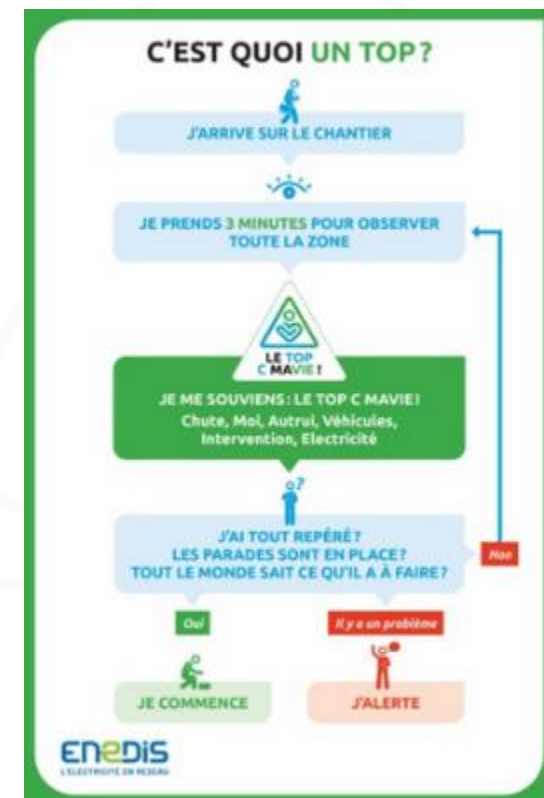 C'EST QUOI UN TOP ?
J'ARRIVE SUR LE CHANTIER
JE PRENDS 3 MINUTES POUR OBSERVER
TOUTE LA ZONE
LE TOP
C MAVIE !
JE ME SOUVIENS : LE TOP C MAVIE !
Chute, Moi, Autrui, Véhicules,
Intervention, Electricité
J'AI TOUT REPÉRÉ ?
LES PARADES SONT EN PLACE ?
TOUT LE MONDE SAIT CE QU'IL A À FAIRE ?
Non
Oui
Il y a un problème
JE COMMENCE
J'ALERTE
ENEDIS
L'ELECTRICITE EN RESEAU